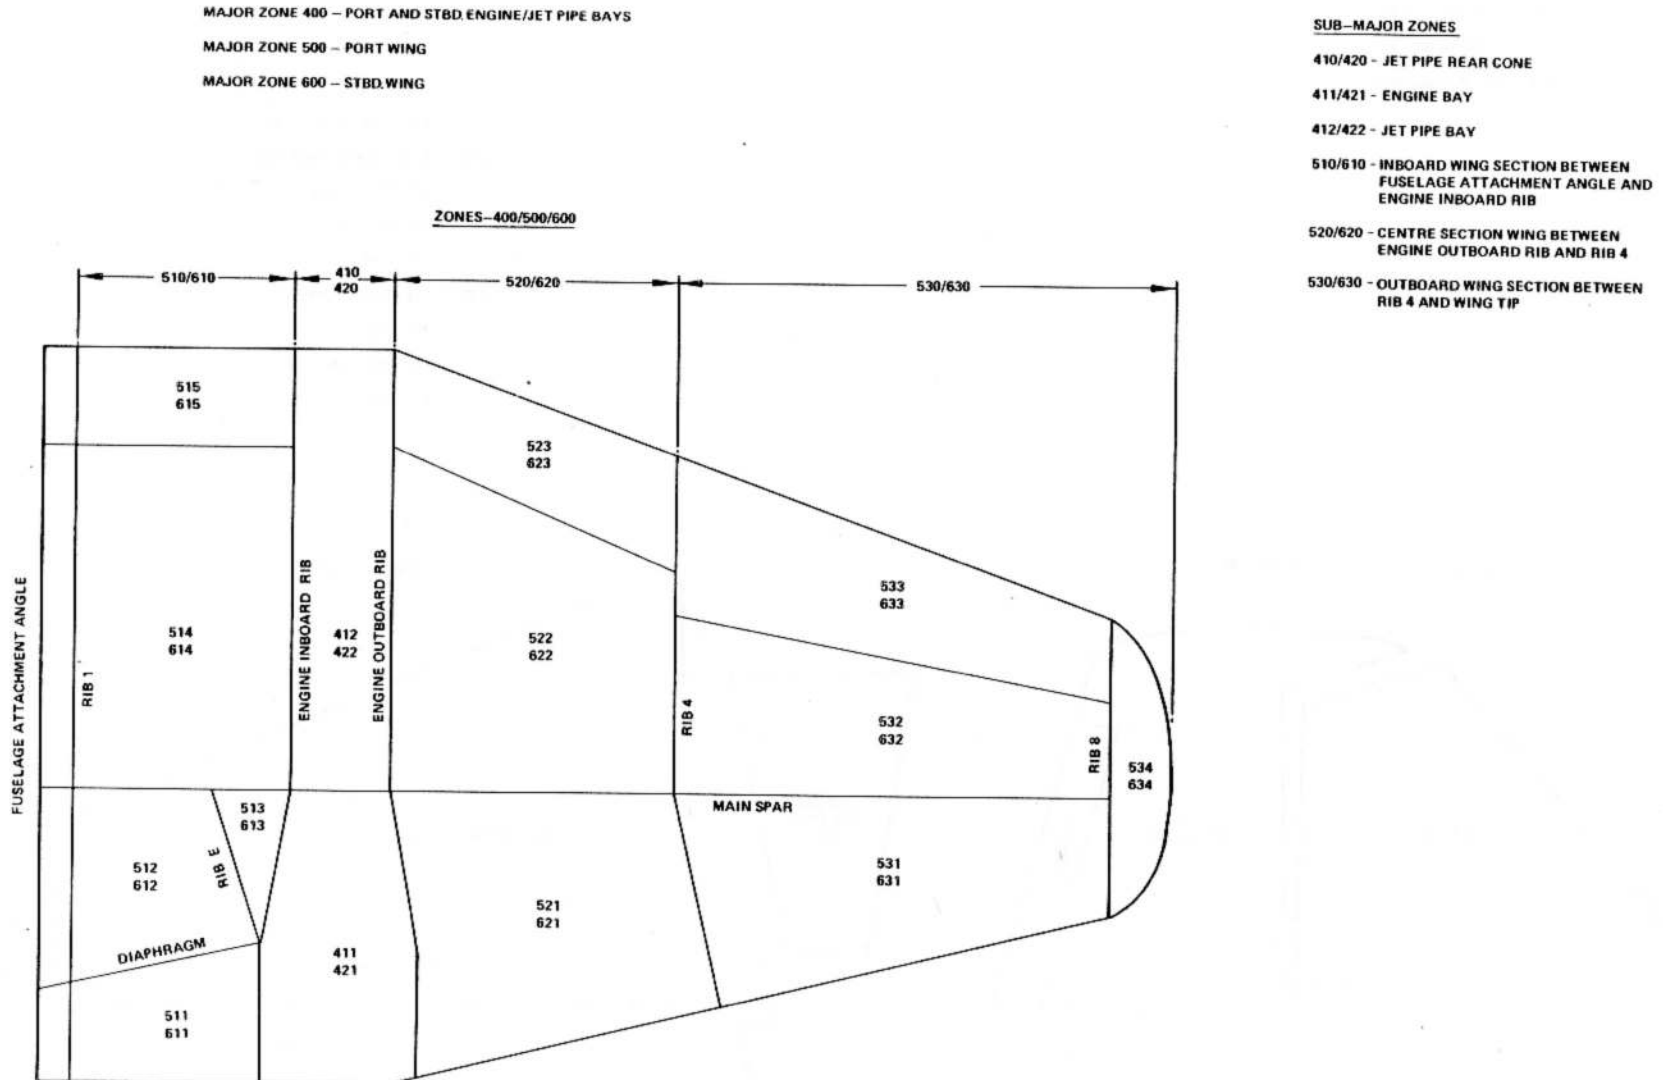 MAJOR ZONE 400 – PORT AND STBD. ENGINE/JET PIPE BAYS
MAJOR ZONE 500 – PORT WING
MAJOR ZONE 600 – STBD. WING
SUB–MAJOR ZONES
410/420 - JET PIPE REAR CONE
411/421 - ENGINE BAY
412/422 - JET PIPE BAY
510/610 - INBOARD WING SECTION BETWEEN
FUSELAGE ATTACHMENT ANGLE AND
ENGINE INBOARD RIB
520/620 - CENTRE SECTION WING BETWEEN
ENGINE OUTBOARD RIB AND RIB 4
530/630 - OUTBOARD WING SECTION BETWEEN
RIB 4 AND WING TIP
ZONES–400/500/600
510/610
410
420
520/620
530/630
515
615
523
623
533
633
FUSELAGE ATTACHMENT ANGLE
RIB 1
514
614
ENGINE INBOARD RIB
412
422
ENGINE OUTBOARD RIB
522
622
RIB 4
532
632
RIB 8
534
634
MAIN SPAR
513
613
512
612
RIB E
531
631
521
621
DIAPHRAGM
411
421
511
611